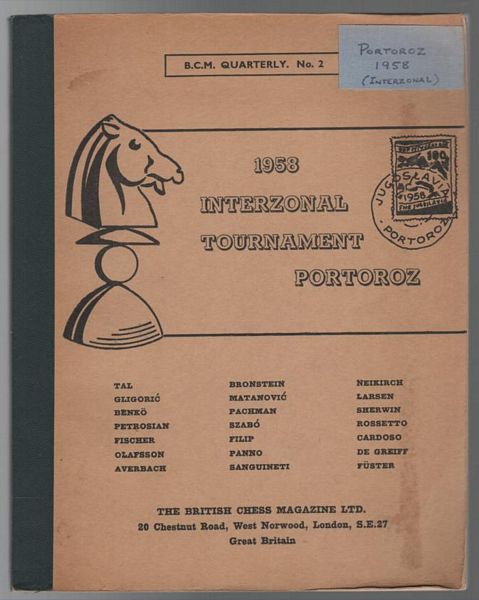 B.C.M. QUARTERLY. No. 2
PORTOROZ
1958
(INTERZONAL)
1958
INTERZONAL
TOURNAMENT
PORTOROZ
JUGOSLAVIA
1958
PORTOROZ
TAL BRONSTEIN NEIKIRCH
GLIGORIĆ MATANOVIĆ LARSEN
BENKÖ PACHMAN SHERWIN
PETROSIAN SZABÓ ROSSETTO
FISCHER FILIP CARDOSO
OLAFSSON PANNO DE GREIFF
AVERBACH SANGUINETI FÜSTER
THE BRITISH CHESS MAGAZINE LTD.
20 Chestnut Road, West Norwood, London, S.E.27
Great Britain